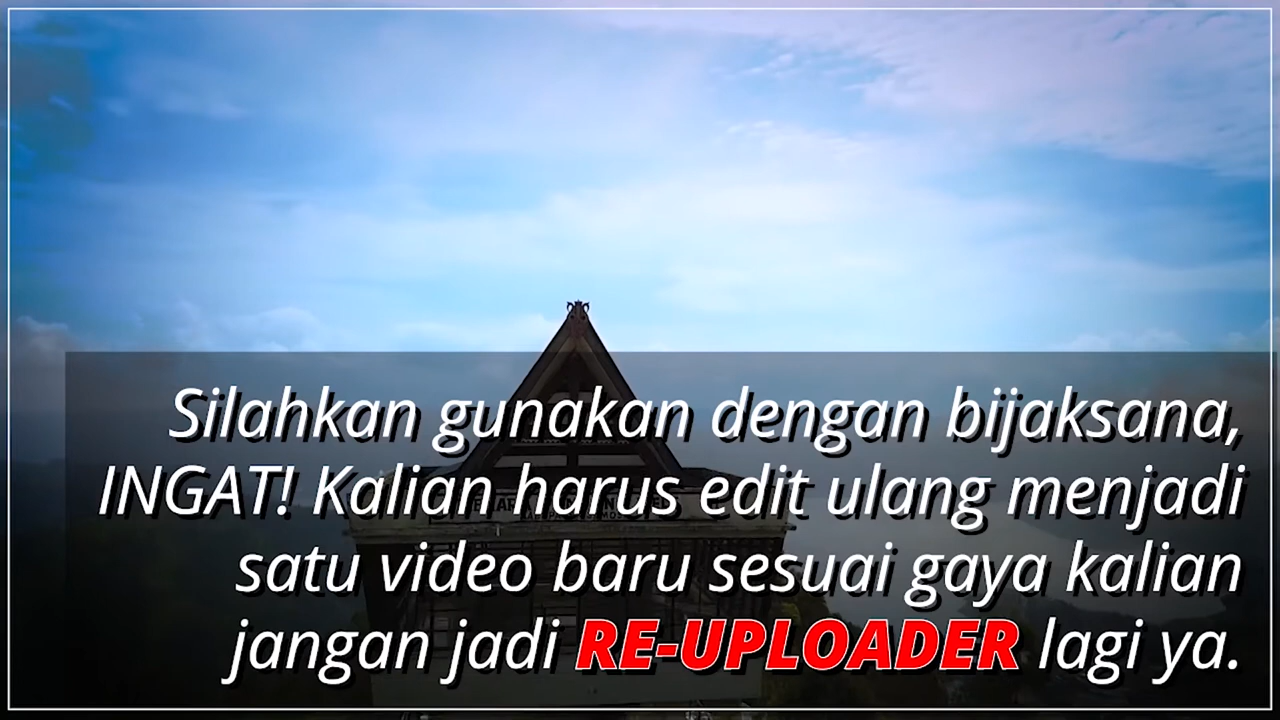 Silahkan gunakan dengan bijaksana,
INGAT! Kalian harus edit ulang menjadi
satu video baru sesuai gaya kalian
jangan jadi RE-UPLOADER lagi ya.